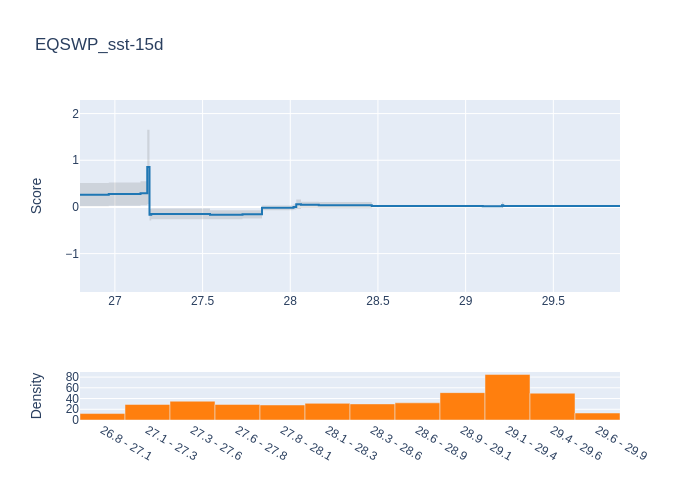 EQSWP_sst-15d
Score
2
1
0
−1
27
27.5
28
28.5
29
29.5
Density
80
60
40
20
0
26.8 - 27.1
27.1 - 27.3
27.3 - 27.6
27.6 - 27.8
27.8 - 28.1
28.1 - 28.3
28.3 - 28.6
28.6 - 28.9
28.9 - 29.1
29.1 - 29.4
29.4 - 29.6
29.6 - 29.9